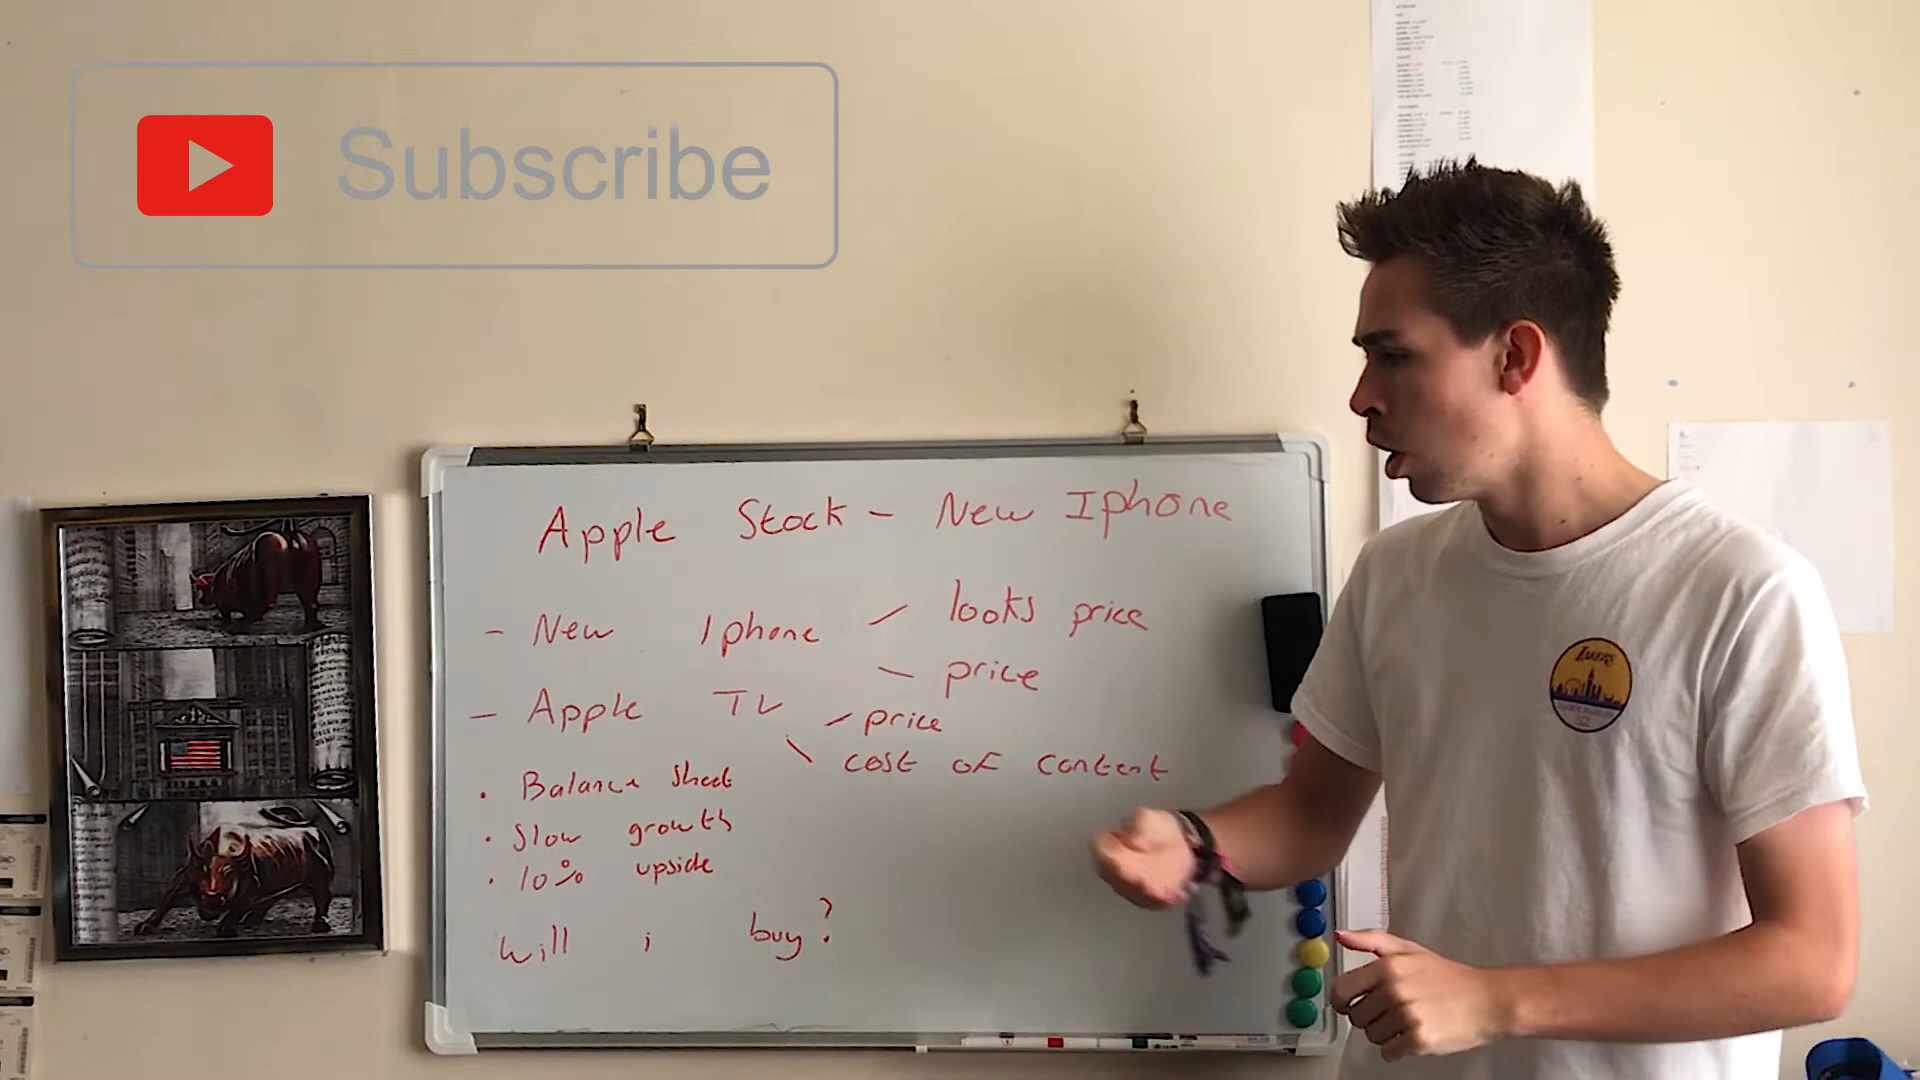 Subscribe
Apple Stock - New Iphone
- New Iphone - looks price
- price
- Apple TV - price
\ cost of content
• Balance sheet
• Slow growth
• 10% upside
Will i buy?
LAKERS